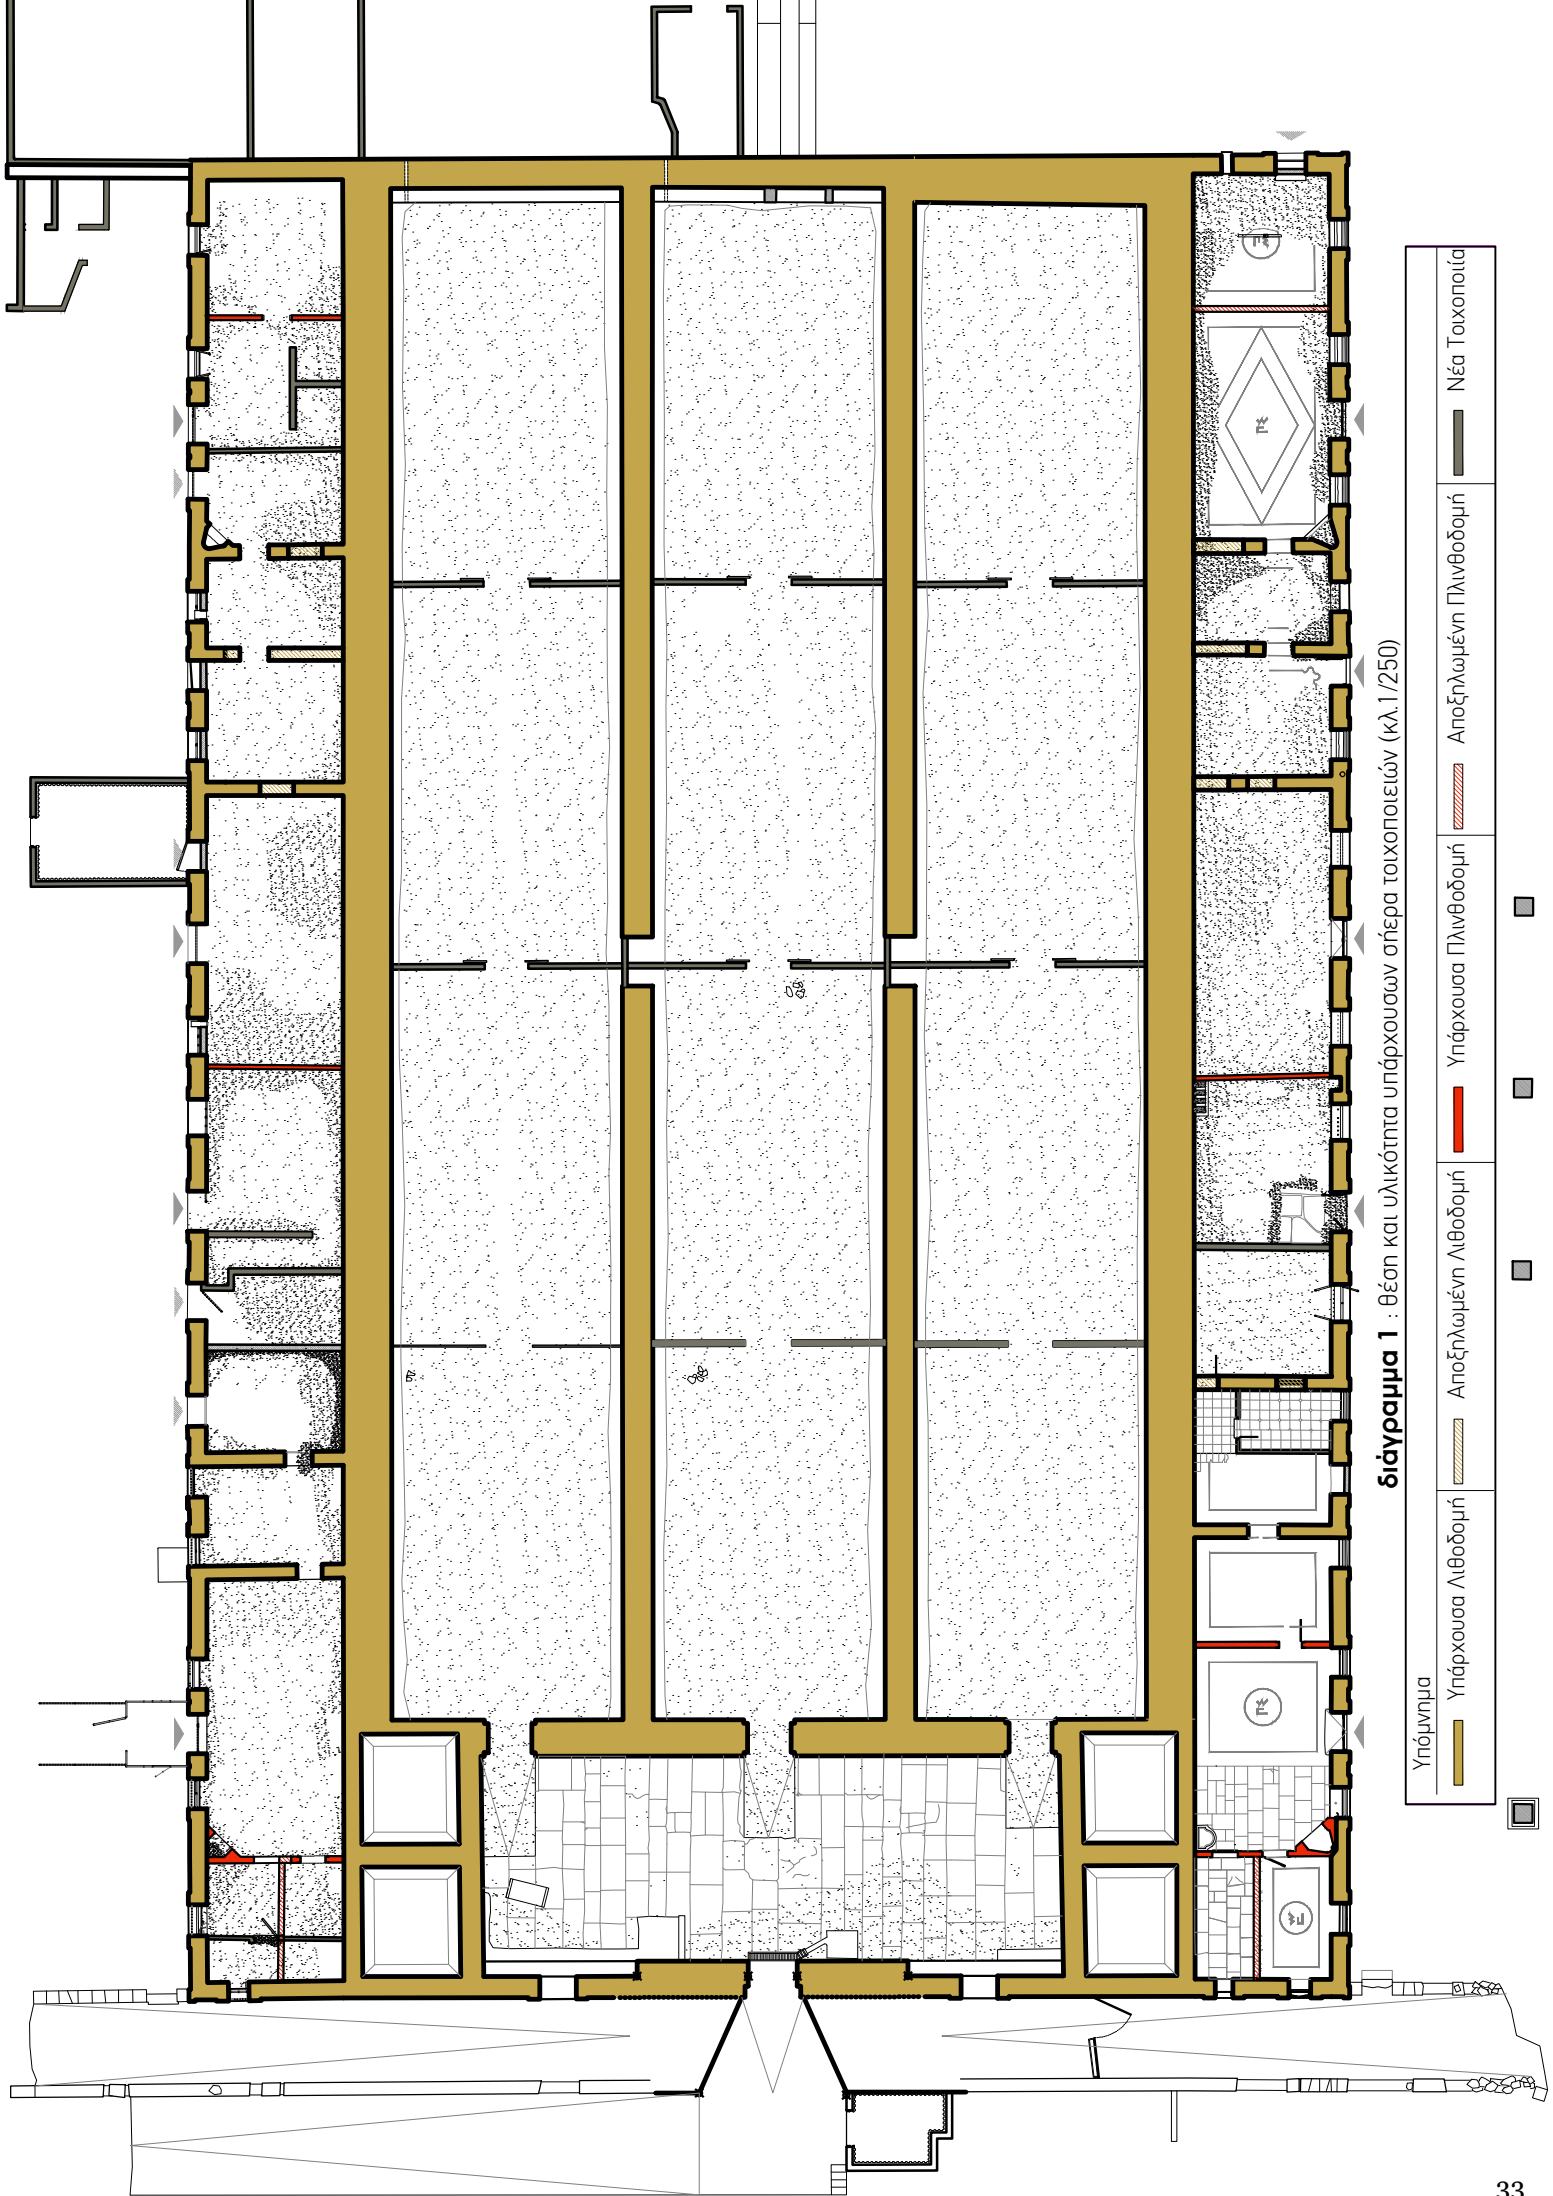 διάγραμμα 1 : θέση και υλικότητα υπάρχουσων σήερα τοιχοποιειών (κλ.1/250)
Υπόμνημα
Υπάρχουσα Λιθοδομή
Αποξηλωμένη Λιθοδομή
Υπάρχουσα Πλινθοδομή
Αποξηλωμένη Πλινθοδομή
Νέα Τοιχοποιία
33